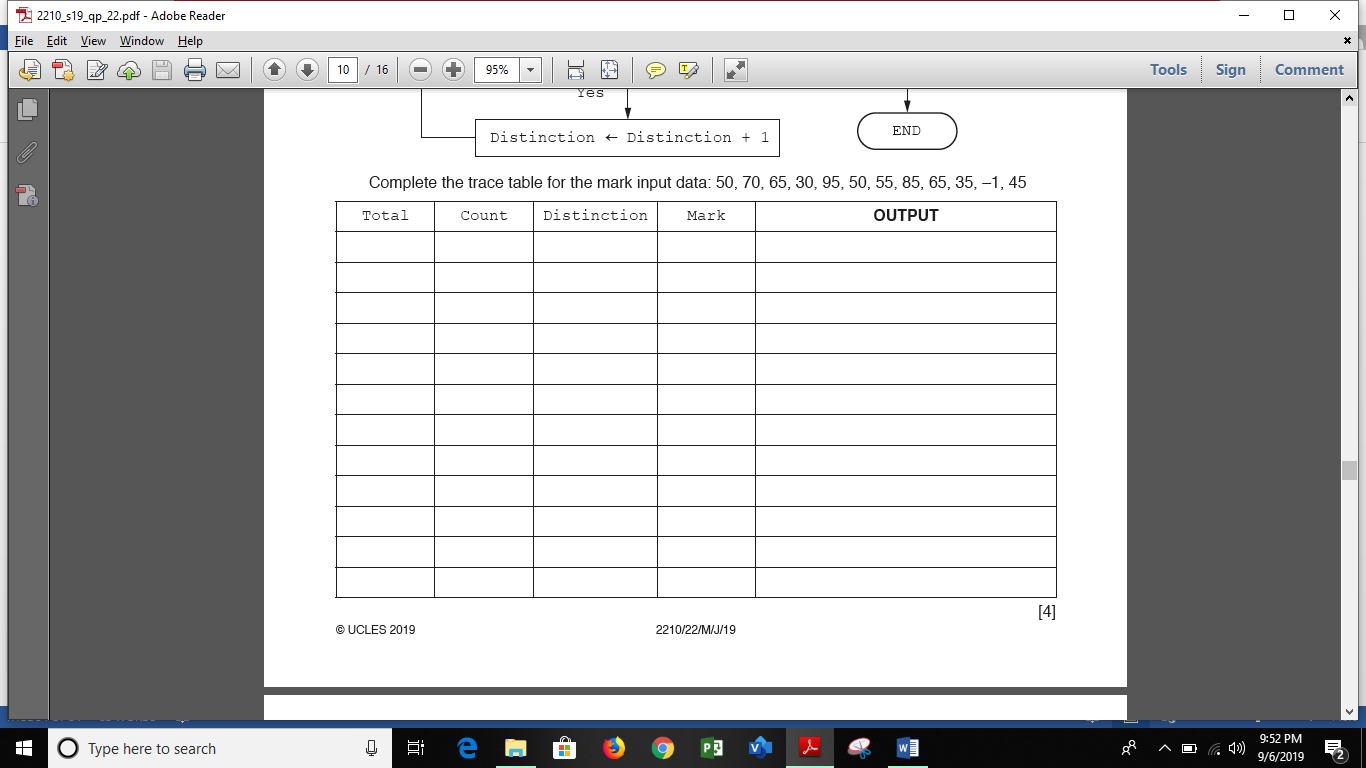 2210_s19_qp_22.pdf - Adobe Reader
File Edit View Window Help
10 / 16 95% Tools Sign Comment
Yes
Distinction ← Distinction + 1
END
Complete the trace table for the mark input data: 50, 70, 65, 30, 95, 50, 55, 85, 65, 35, –1, 45
Total Count Distinction Mark OUTPUT
[4]
© UCLES 2019 2210/22/M/J/19
Type here to search
9:52 PM
9/6/2019
2